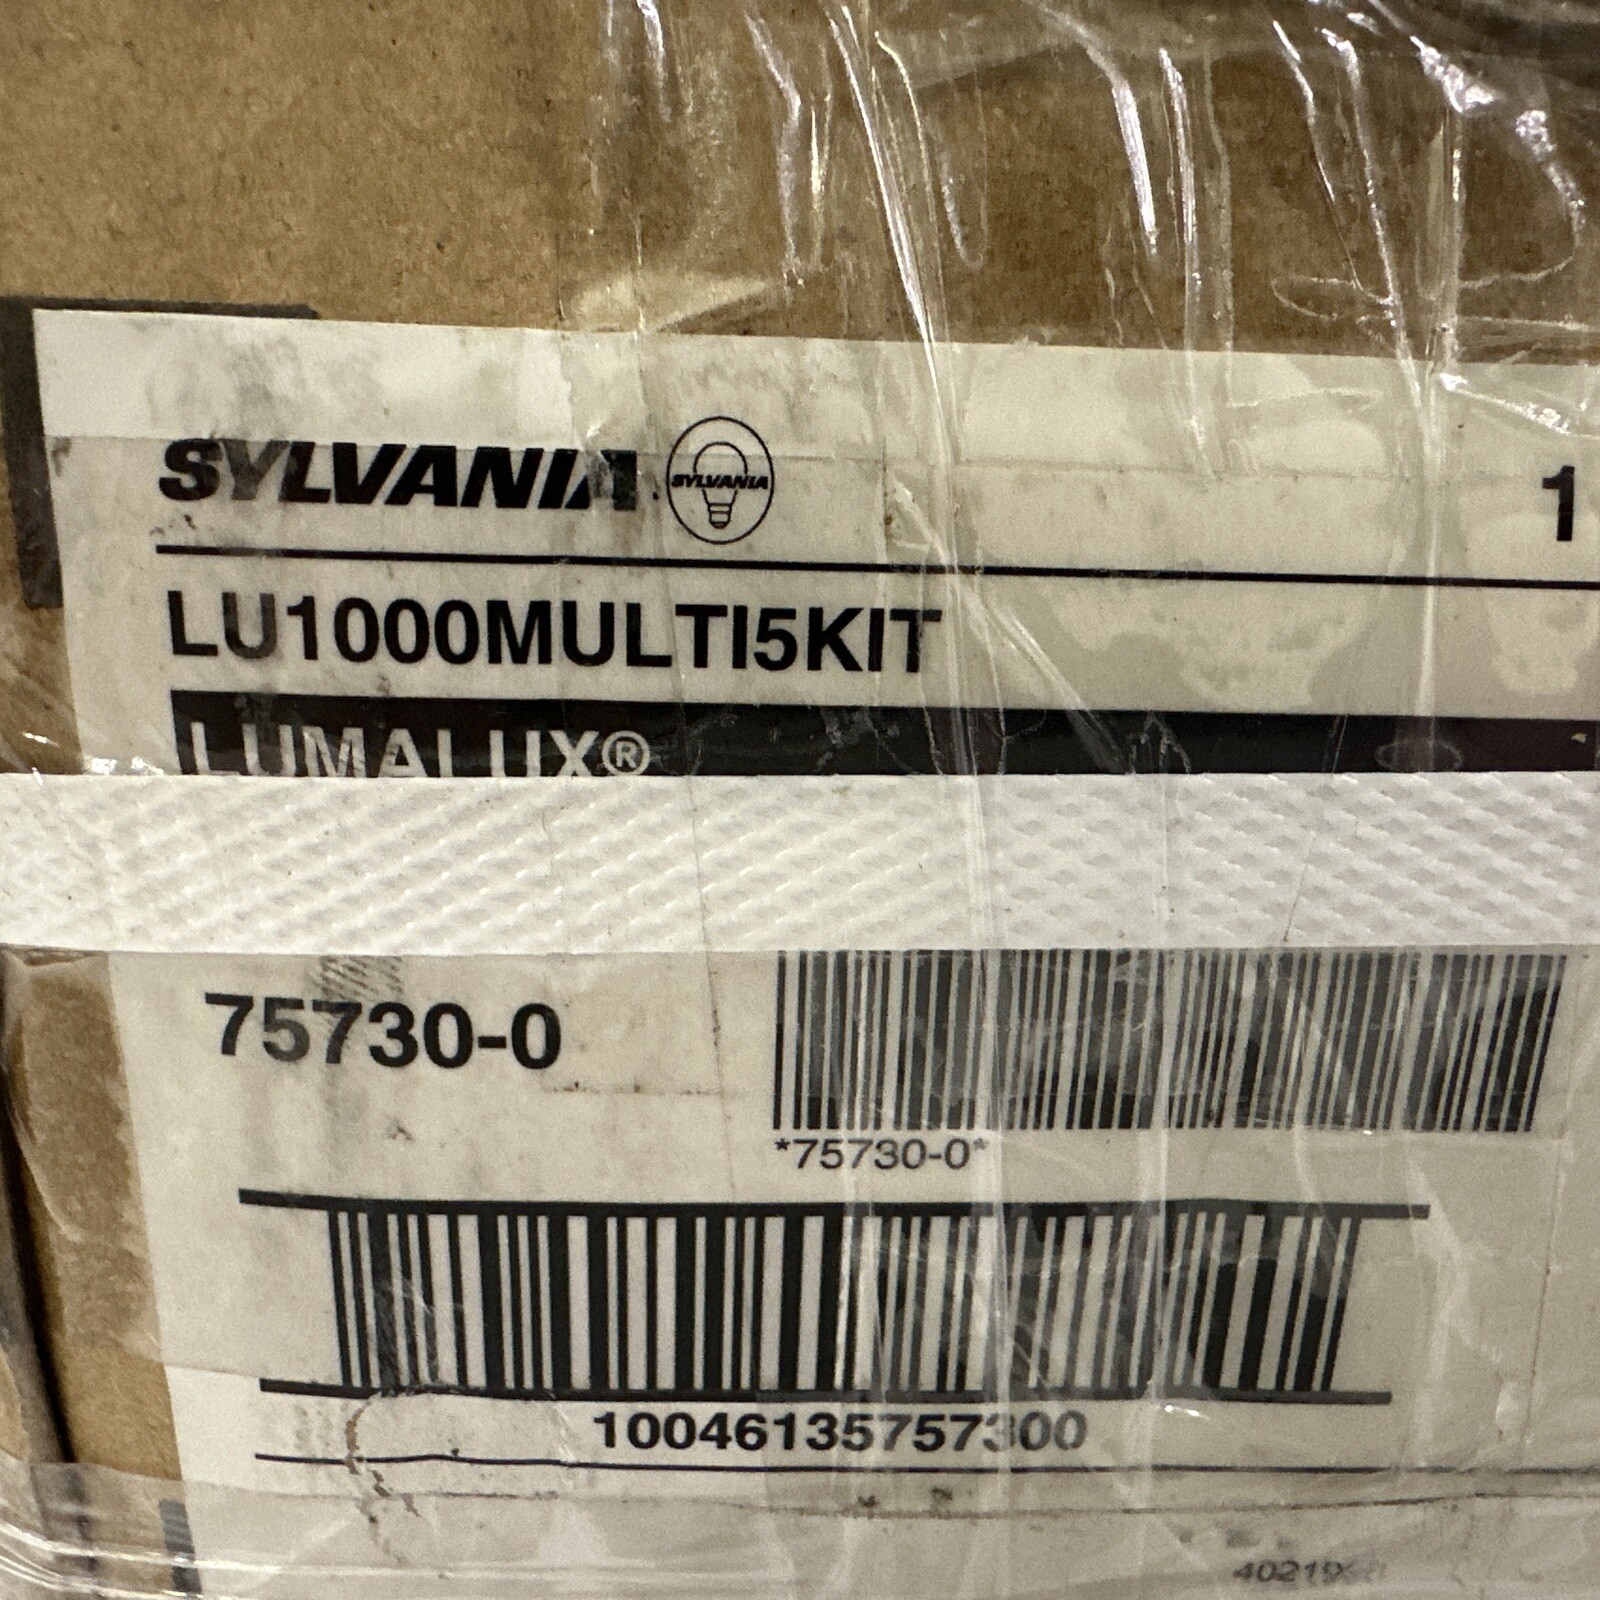 SYLVANIA SYLVANIA 1
LU1000MULTI5KIT
LUMALUX®
75730-0
*75730-0*
10046135757300